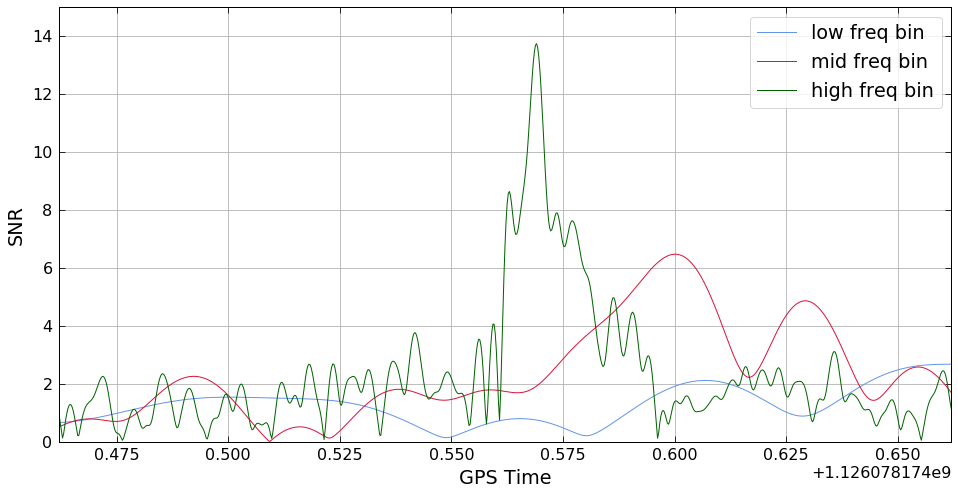 14
12
10
8
6
4
2
0
SNR
low freq bin
mid freq bin
high freq bin
0.475 0.500 0.525 0.550 0.575 0.600 0.625 0.650
+1.126078174e9
GPS Time